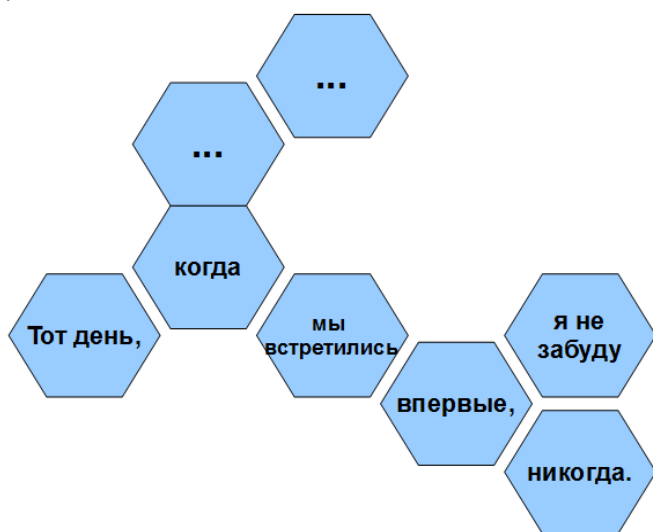 ...
...
когда
Тот день,
мы
встретились
я не
забуду
впервые,
никогда.